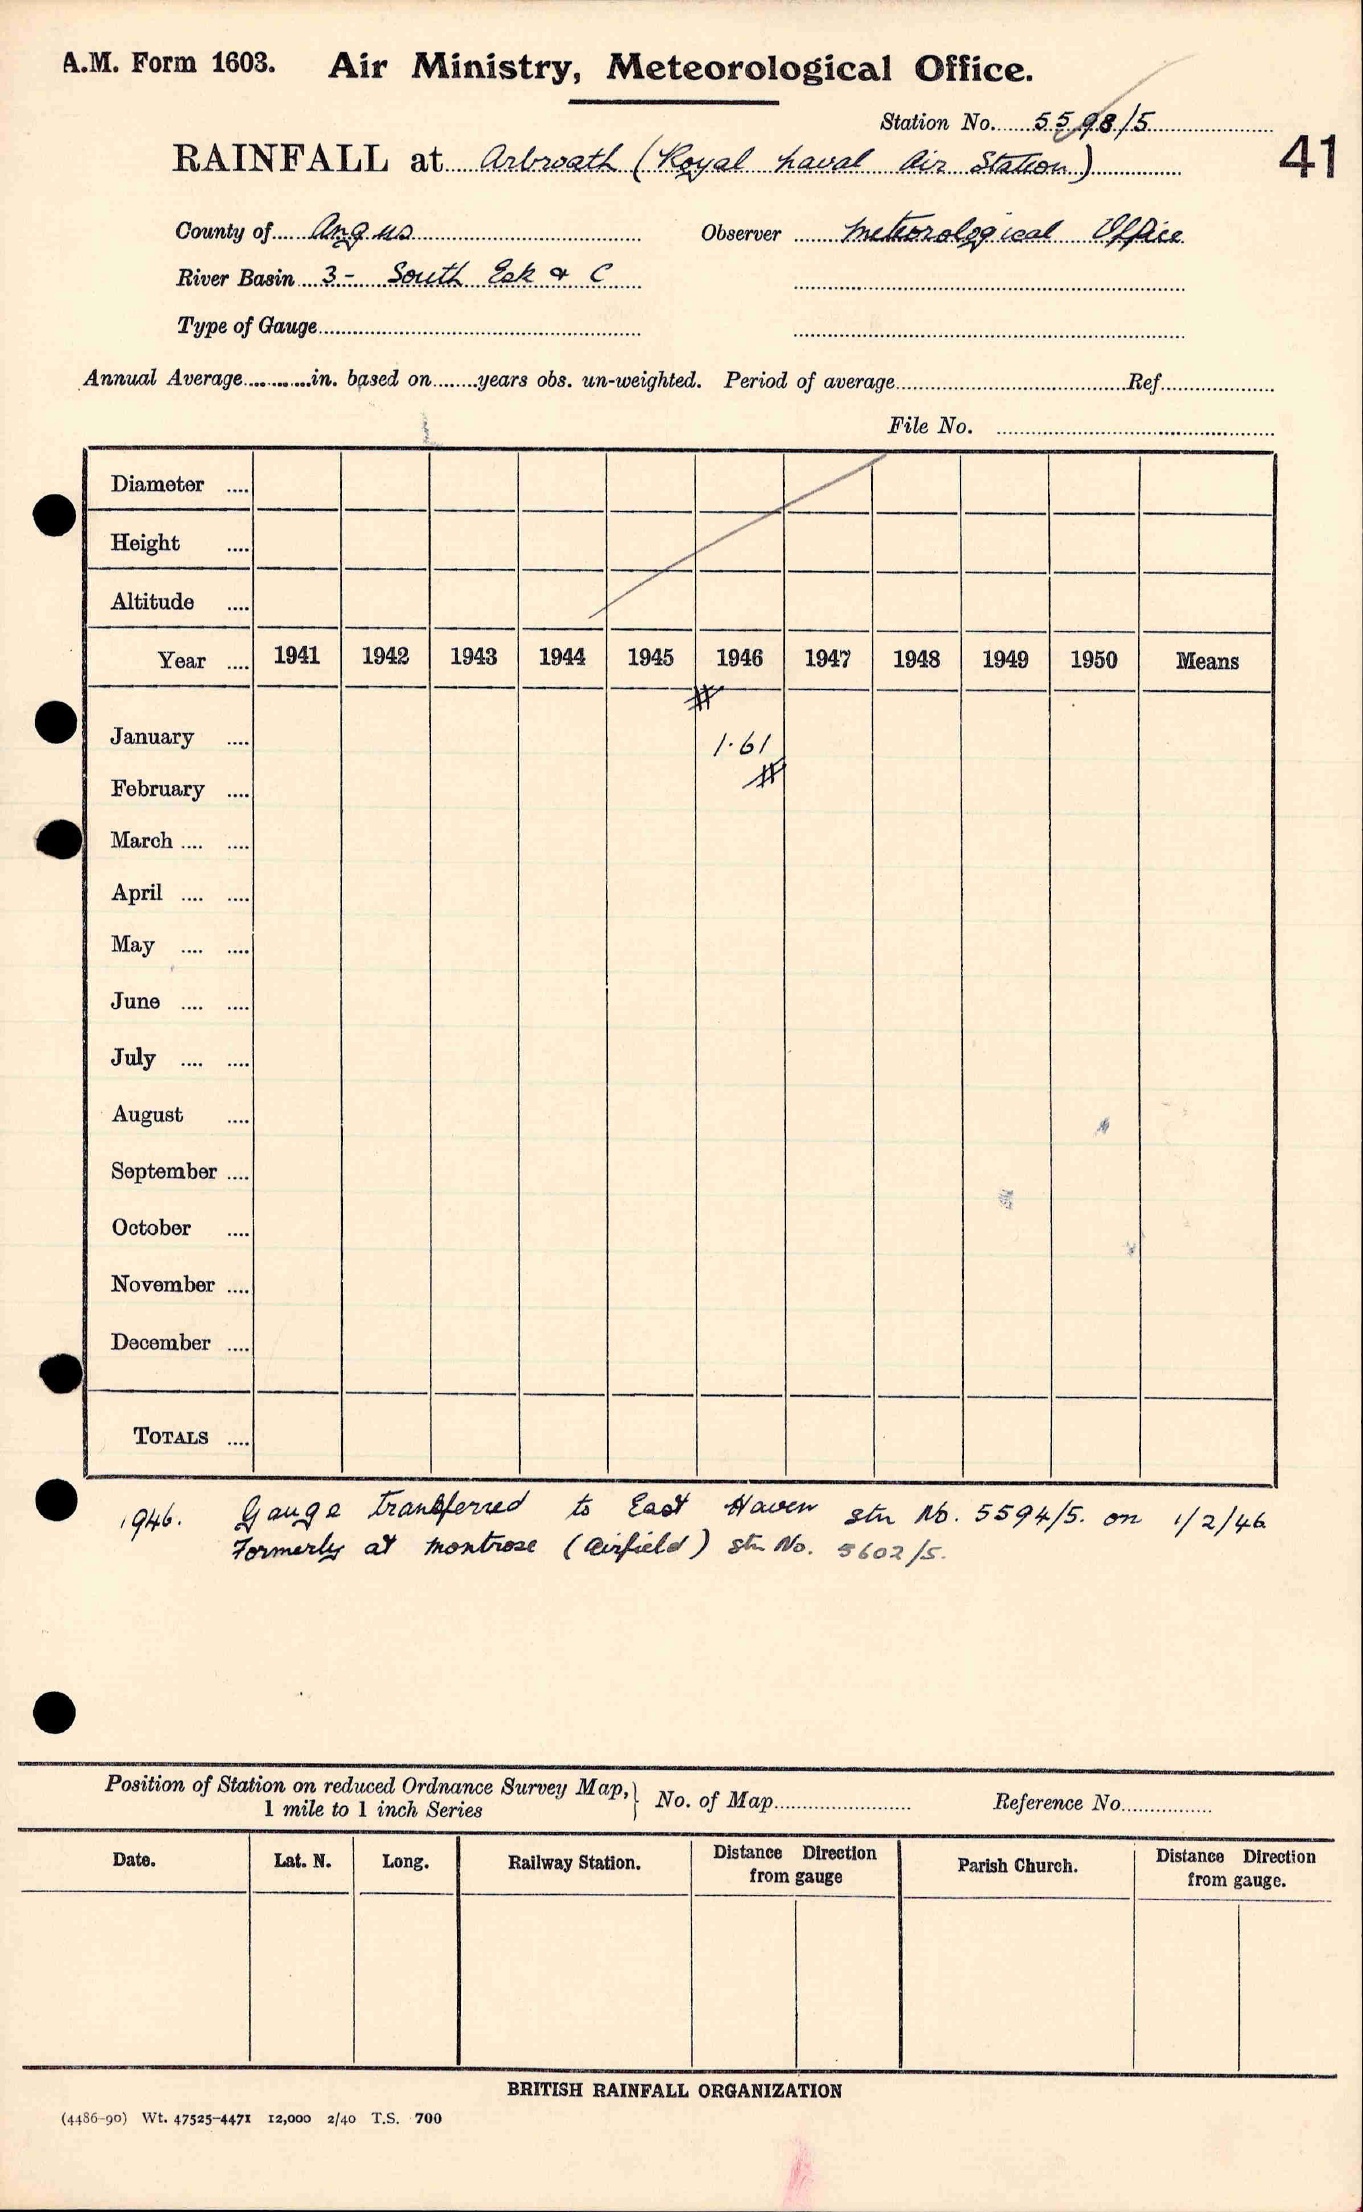 A.M. Form 1603. Air Ministry, Meteorological Office.
Station No. 5598/5
41
RAINFALL at Arbroath (Royal Naval Air Station)
County of Angus Observer Meteorological Office
River Basin 3- South Esk & C
Type of Gauge
Annual Average in. based on years obs. un-weighted. Period of average Ref.
File No.
Diameter
Height
Altitude
Year 1941 1942 1943 1944 1945 1946 1947 1948 1949 1950 Means
January 1.61
February
March
April
May
June
July
August
September
October
November
December
TOTALS
1946. Gauge transferred to East Haven stn No. 5594/5. on 1/2/46
Formerly at Montrose (Airfield) stn No. 5602/5.
Position of Station on reduced Ordnance Survey Map, No. of Map Reference No.
1 mile to 1 inch Series
Date. Lat. N. Long. Railway Station. Distance Direction from gauge Parish Church. Distance Direction from gauge.
BRITISH RAINFALL ORGANIZATION
(4486-90) Wt. 47525-4471 12,000 2/40 T.S. 700